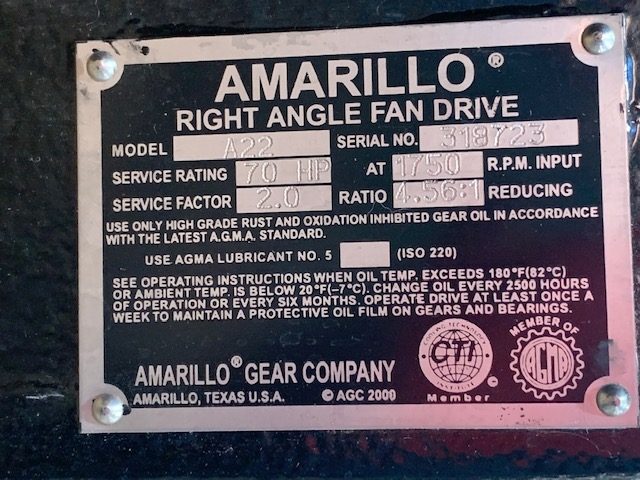 AMARILLO®
RIGHT ANGLE FAN DRIVE
MODEL A22 SERIAL NO. 318723
SERVICE RATING 70 HP AT 1750 R.P.M. INPUT
SERVICE FACTOR 2.0 RATIO 4.56:1 REDUCING
USE ONLY HIGH GRADE RUST AND OXIDATION INHIBITED GEAR OIL IN ACCORDANCE
WITH THE LATEST A.G.M.A. STANDARD.
USE AGMA LUBRICANT NO. 5 (ISO 220)
SEE OPERATING INSTRUCTIONS WHEN OIL TEMP. EXCEEDS 180°F(82°C)
OR AMBIENT TEMP. IS BELOW 20°F(-7°C). CHANGE OIL EVERY 2500 HOURS
OF OPERATION OR EVERY SIX MONTHS. OPERATE DRIVE AT LEAST ONCE A
WEEK TO MAINTAIN A PROTECTIVE OIL FILM ON GEARS AND BEARINGS.
AMARILLO® GEAR COMPANY
AMARILLO, TEXAS U.S.A. © AGC 2000
COOLING TECHNOLOGY
CTI
INSTITUTE
Member
MEMBER OF
AGMA